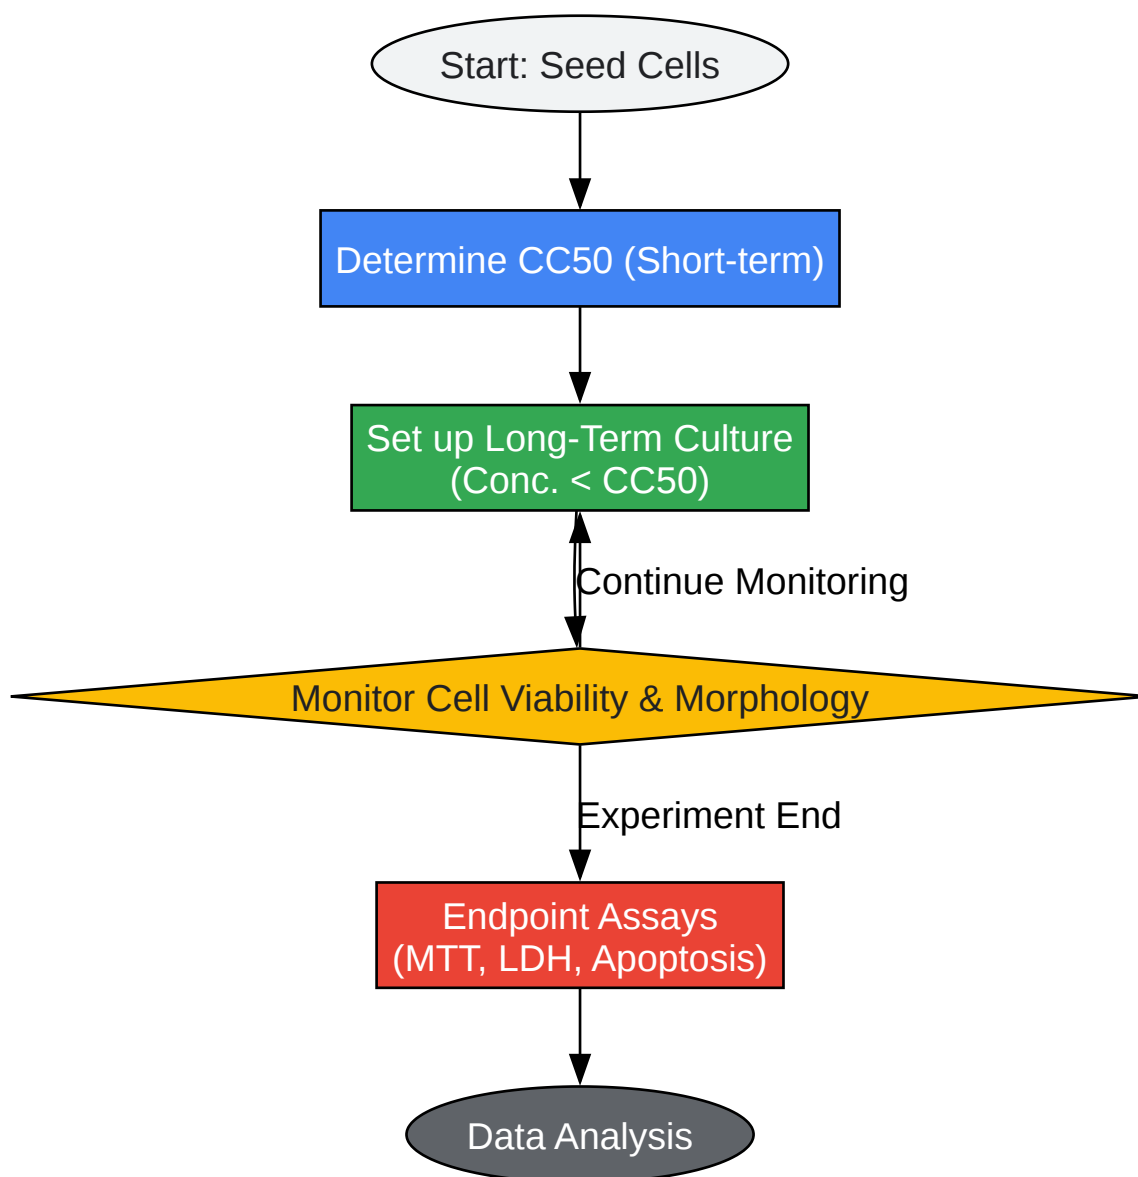 Start: Seed Cells
Determine CC50 (Short-term)
Set up Long-Term Culture
(Conc. < CC50)
Continue Monitoring
Monitor Cell Viability & Morphology
Experiment End
Endpoint Assays
(MTT, LDH, Apoptosis)
Data Analysis